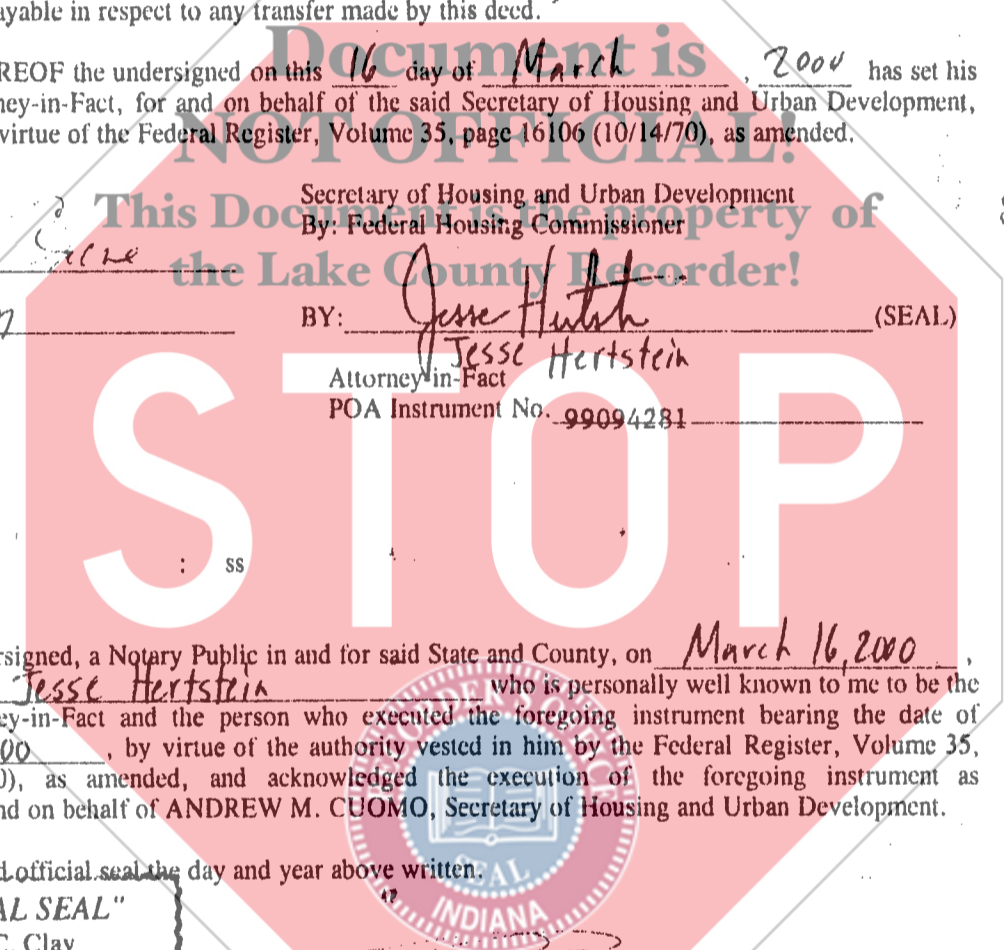 ayable in respect to any transfer made by this deed.
Document is
REOF the undersigned on this 16 day of March, 2000 has set his
ney-in-Fact, for and on behalf of the said Secretary of Housing and Urban Development,
virtue of the Federal Register, Volume 35, page 16106 (10/14/70), as amended.
NOT OFFICIAL!
Secretary of Housing and Urban Development
This Document is the property of
By: Federal Housing Commissioner
the Lake County Recorder!
BY: (SEAL)
Jesse Hertstein
Attorney-in-Fact
POA Instrument No. 99094281
STOP
: ss
rsigned, a Notary Public in and for said State and County, on March 16, 2000,
Jesse Hertstein who is personally well known to me to be the
ey-in-Fact and the person who executed the foregoing instrument bearing the date of
00, by virtue of the authority vested in him by the Federal Register, Volume 35,
0), as amended, and acknowledged the execution of the foregoing instrument as
nd on behalf of ANDREW M. CUOMO, Secretary of Housing and Urban Development.
official seal the day and year above written.
SEAL
INDIANA
AL SEAL"
C. Clay